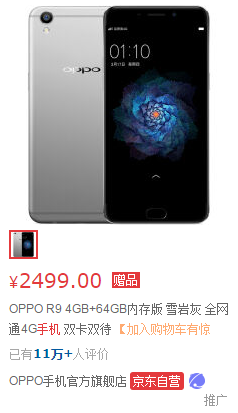 oppo
01:10
¥2499.00 赠品
OPPO R9 4GB+64GB内存版 雪岩灰 全网
通4G手机 双卡双待 【加入购物车有惊
已有11万+人评价
OPPO手机官方旗舰店 京东自营
推广